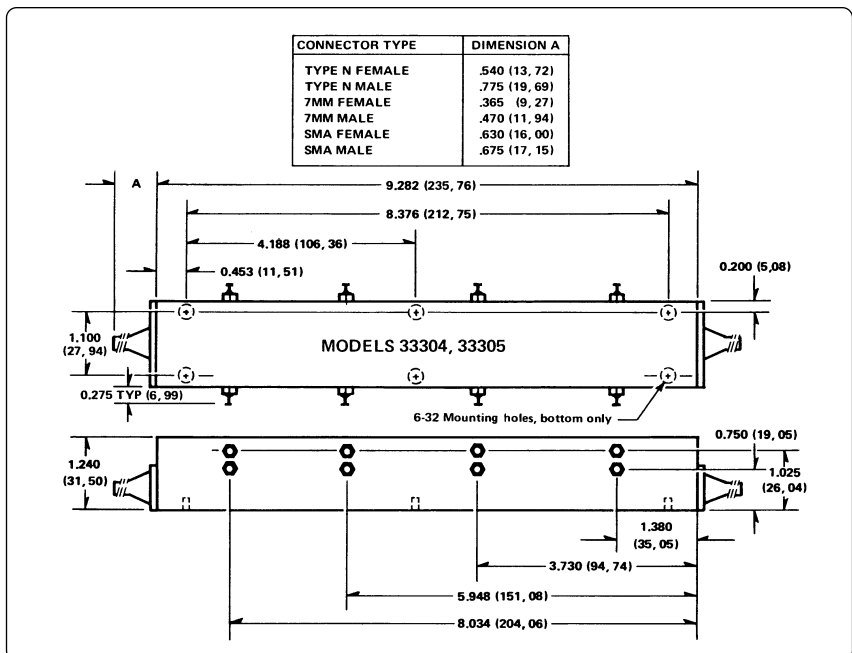 CONNECTOR TYPE DIMENSION A
TYPE N FEMALE .540 (13, 72)
TYPE N MALE .775 (19, 69)
7MM FEMALE .365 (9, 27)
7MM MALE .470 (11, 94)
SMA FEMALE .630 (16, 00)
SMA MALE .675 (17, 15)
A
9.282 (235, 76)
8.376 (212, 75)
4.188 (106, 36)
0.453 (11, 51)
0.200 (5,08)
1.100
(27, 94)
MODELS 33304, 33305
0.275 TYP (6, 99)
6-32 Mounting holes, bottom only
0.750 (19, 05)
1.240
(31, 50)
1.025
(26, 04)
1.380
(35, 05)
3.730 (94, 74)
5.948 (151, 08)
8.034 (204, 06)